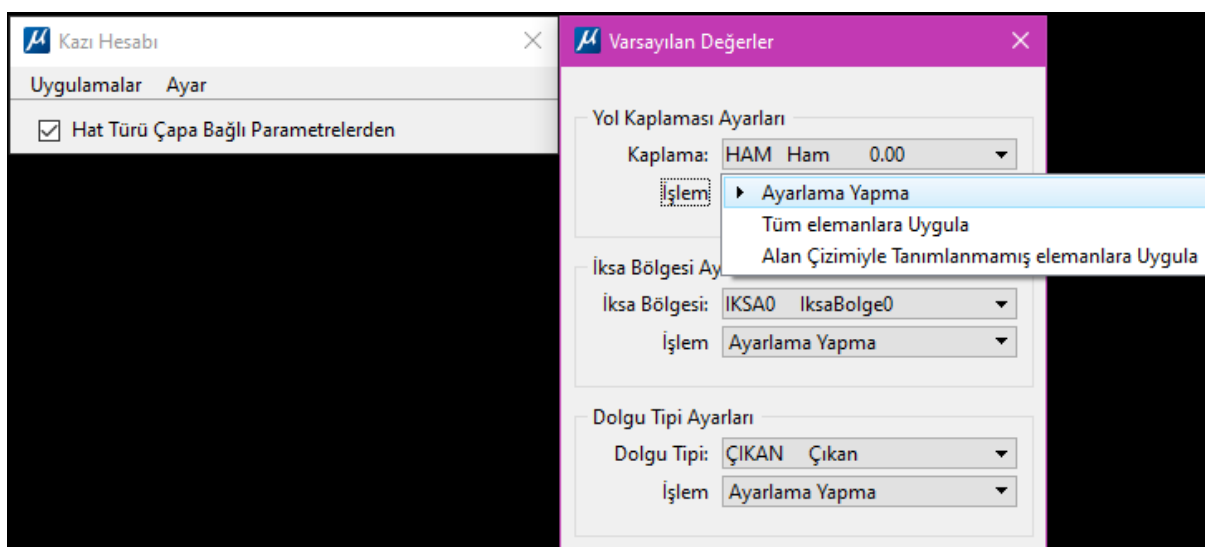 Kazı Hesabı
Uygulamalar Ayar
Hat Türü Çapa Bağlı Parametrelerden
Varsayılan Değerler
Yol Kaplaması Ayarları
Kaplama: HAM Ham 0.00
İşlem
Ayarlama Yapma
Tüm elemanlara Uygula
Alan Çizimiyle Tanımlanmamış elemanlara Uygula
İksa Bölgesi Ay
İksa Bölgesi: IKSA0 IksaBolge0
İşlem Ayarlama Yapma
Dolgu Tipi Ayarları
Dolgu Tipi: ÇIKAN Çıkan
İşlem Ayarlama Yapma